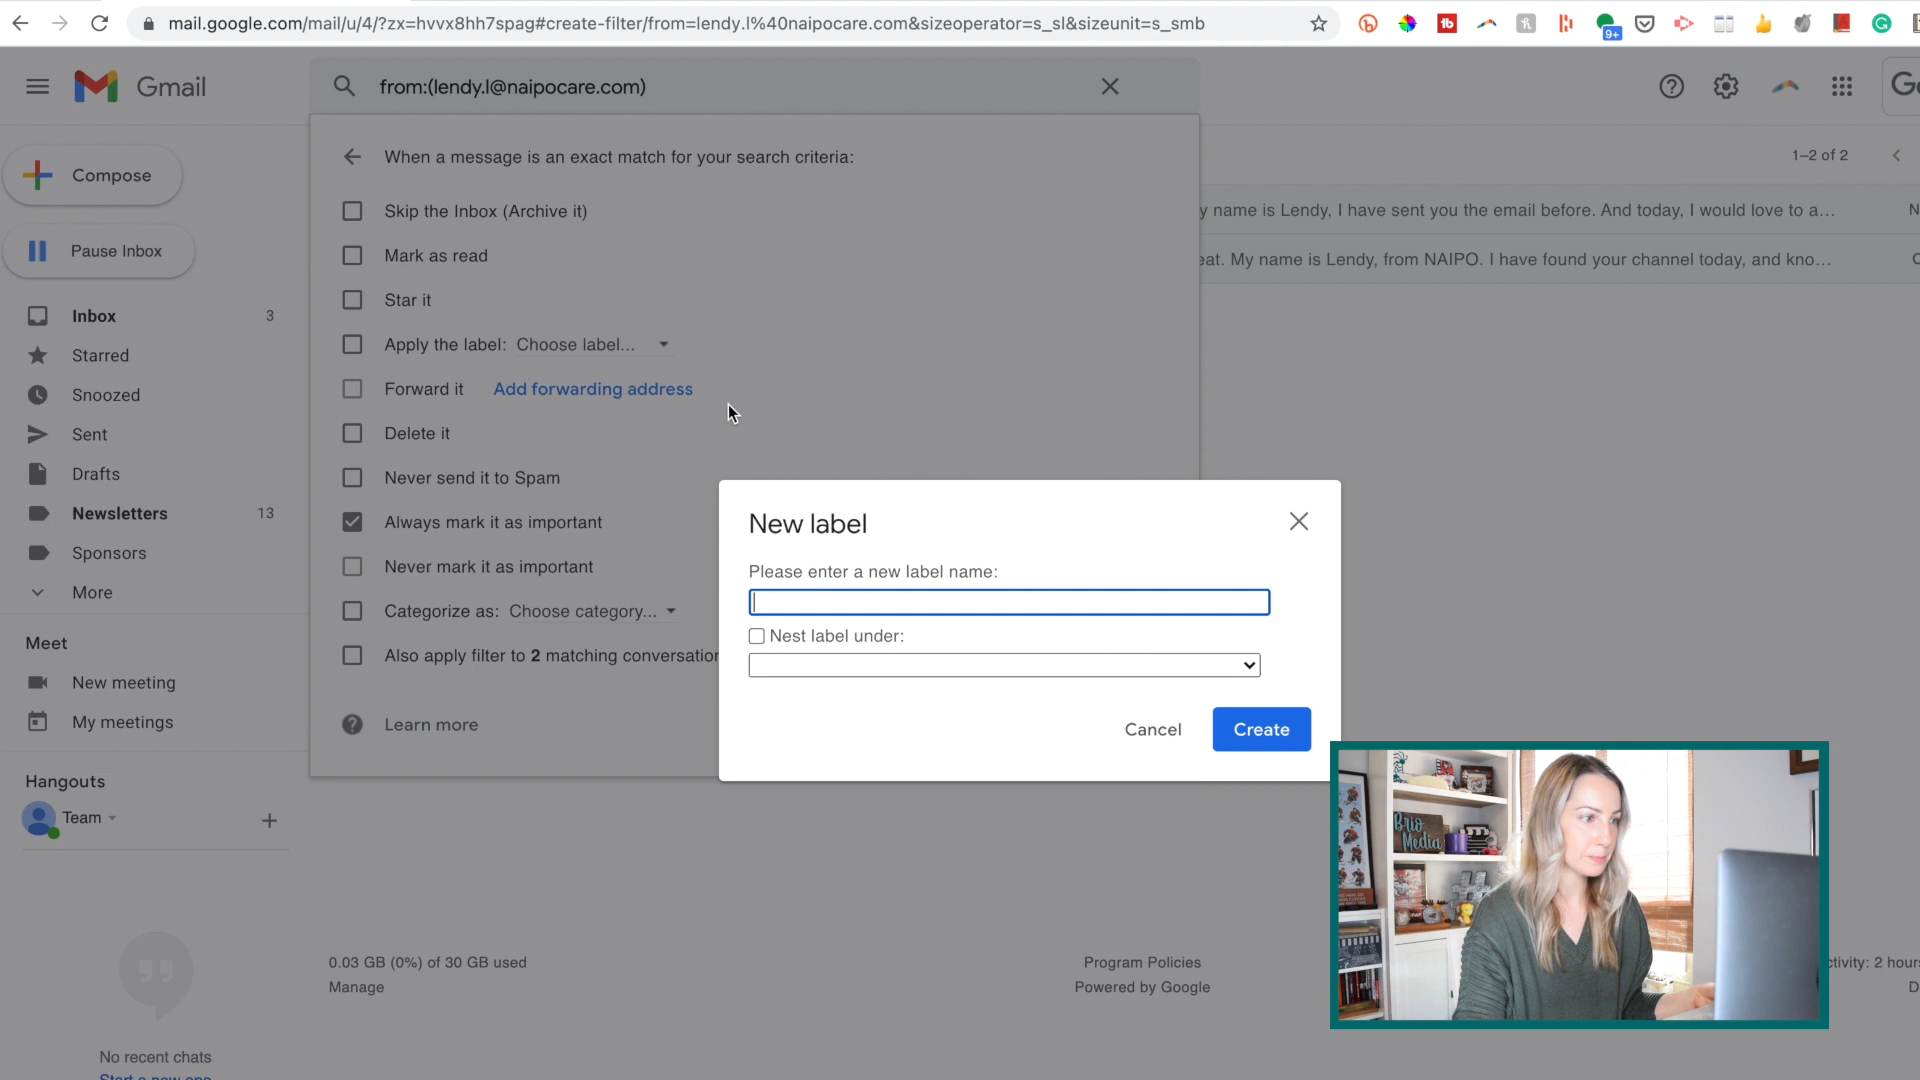 mail.google.com/mail/u/4/?zx=hvvx8hh7spag#create-filter/from=lendy.l%40naipocare.com&sizeoperator=s_sl&sizeunit=s_smb
9+
Gmail
from:(lendy.l@naipocare.com)
Compose
Pause Inbox
Inbox 3
Starred
Snoozed
Sent
Drafts
Newsletters 13
Sponsors
More
Meet
New meeting
My meetings
Hangouts
Team
No recent chats
Start a new one
When a message is an exact match for your search criteria:
Skip the Inbox (Archive it)
Mark as read
Star it
Apply the label: Choose label...
Forward it Add forwarding address
Delete it
Never send it to Spam
Always mark it as important
Never mark it as important
Categorize as: Choose category...
Also apply filter to 2 matching conversation
Learn more
1–2 of 2
y name is Lendy, I have sent you the email before. And today, I would love to a...
eat. My name is Lendy, from NAIPO. I have found your channel today, and kno...
New label
Please enter a new label name:
Nest label under:
Cancel Create
Brio
Media
0.03 GB (0%) of 30 GB used
Manage
Program Policies
Powered by Google
ctivity: 2 hours